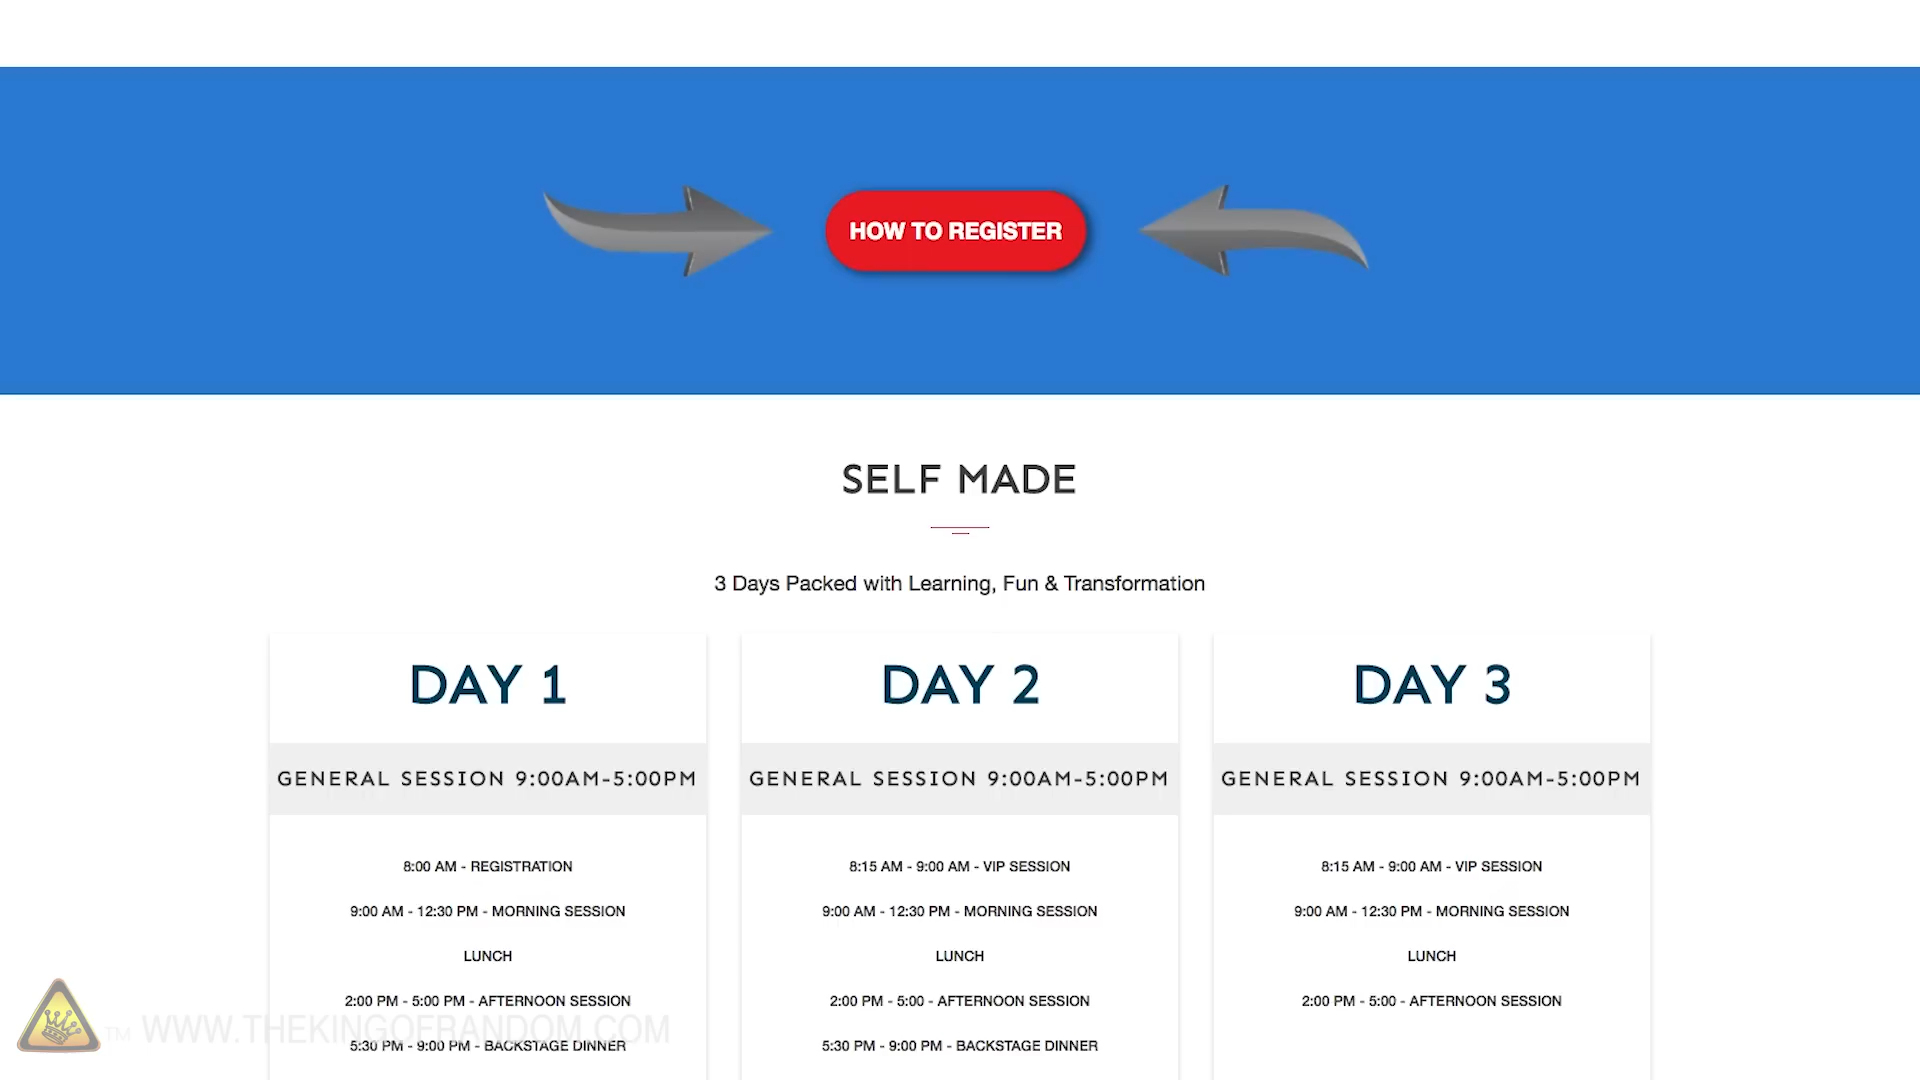 HOW TO REGISTER
SELF MADE
3 Days Packed with Learning, Fun & Transformation
DAY 1
GENERAL SESSION 9:00AM-5:00PM
8:00 AM - REGISTRATION
9:00 AM - 12:30 PM - MORNING SESSION
LUNCH
2:00 PM - 5:00 PM - AFTERNOON SESSION
5:30 PM - 9:00 PM - BACKSTAGE DINNER
DAY 2
GENERAL SESSION 9:00AM-5:00PM
8:15 AM - 9:00 AM - VIP SESSION
9:00 AM - 12:30 PM - MORNING SESSION
LUNCH
2:00 PM - 5:00 - AFTERNOON SESSION
5:30 PM - 9:00 PM - BACKSTAGE DINNER
DAY 3
GENERAL SESSION 9:00AM-5:00PM
8:15 AM - 9:00 AM - VIP SESSION
9:00 AM - 12:30 PM - MORNING SESSION
LUNCH
2:00 PM - 5:00 - AFTERNOON SESSION
TM WWW.THEKINGOFRANDOM.COM